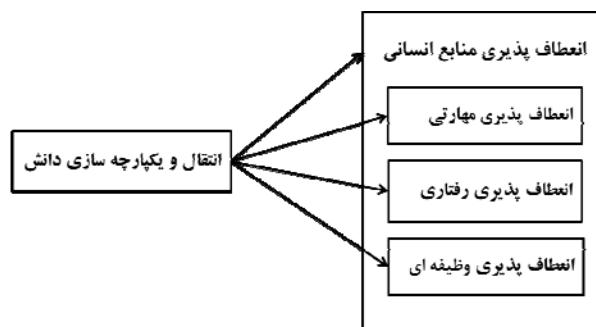 انعطاف پذیری منابع انسانی
انعطاف پذیری مهارتی
انتقال و یکپارچه سازی دانش
انعطاف پذیری رفتاری
انعطاف پذیری وظیفه ای